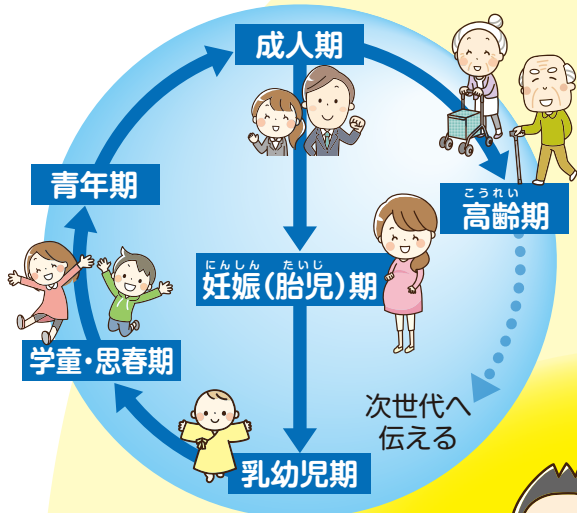 成人期
青年期
こうれい
高齢期
にんしん たいじ
妊娠(胎児)期
学童・思春期
次世代へ
伝える
乳幼児期